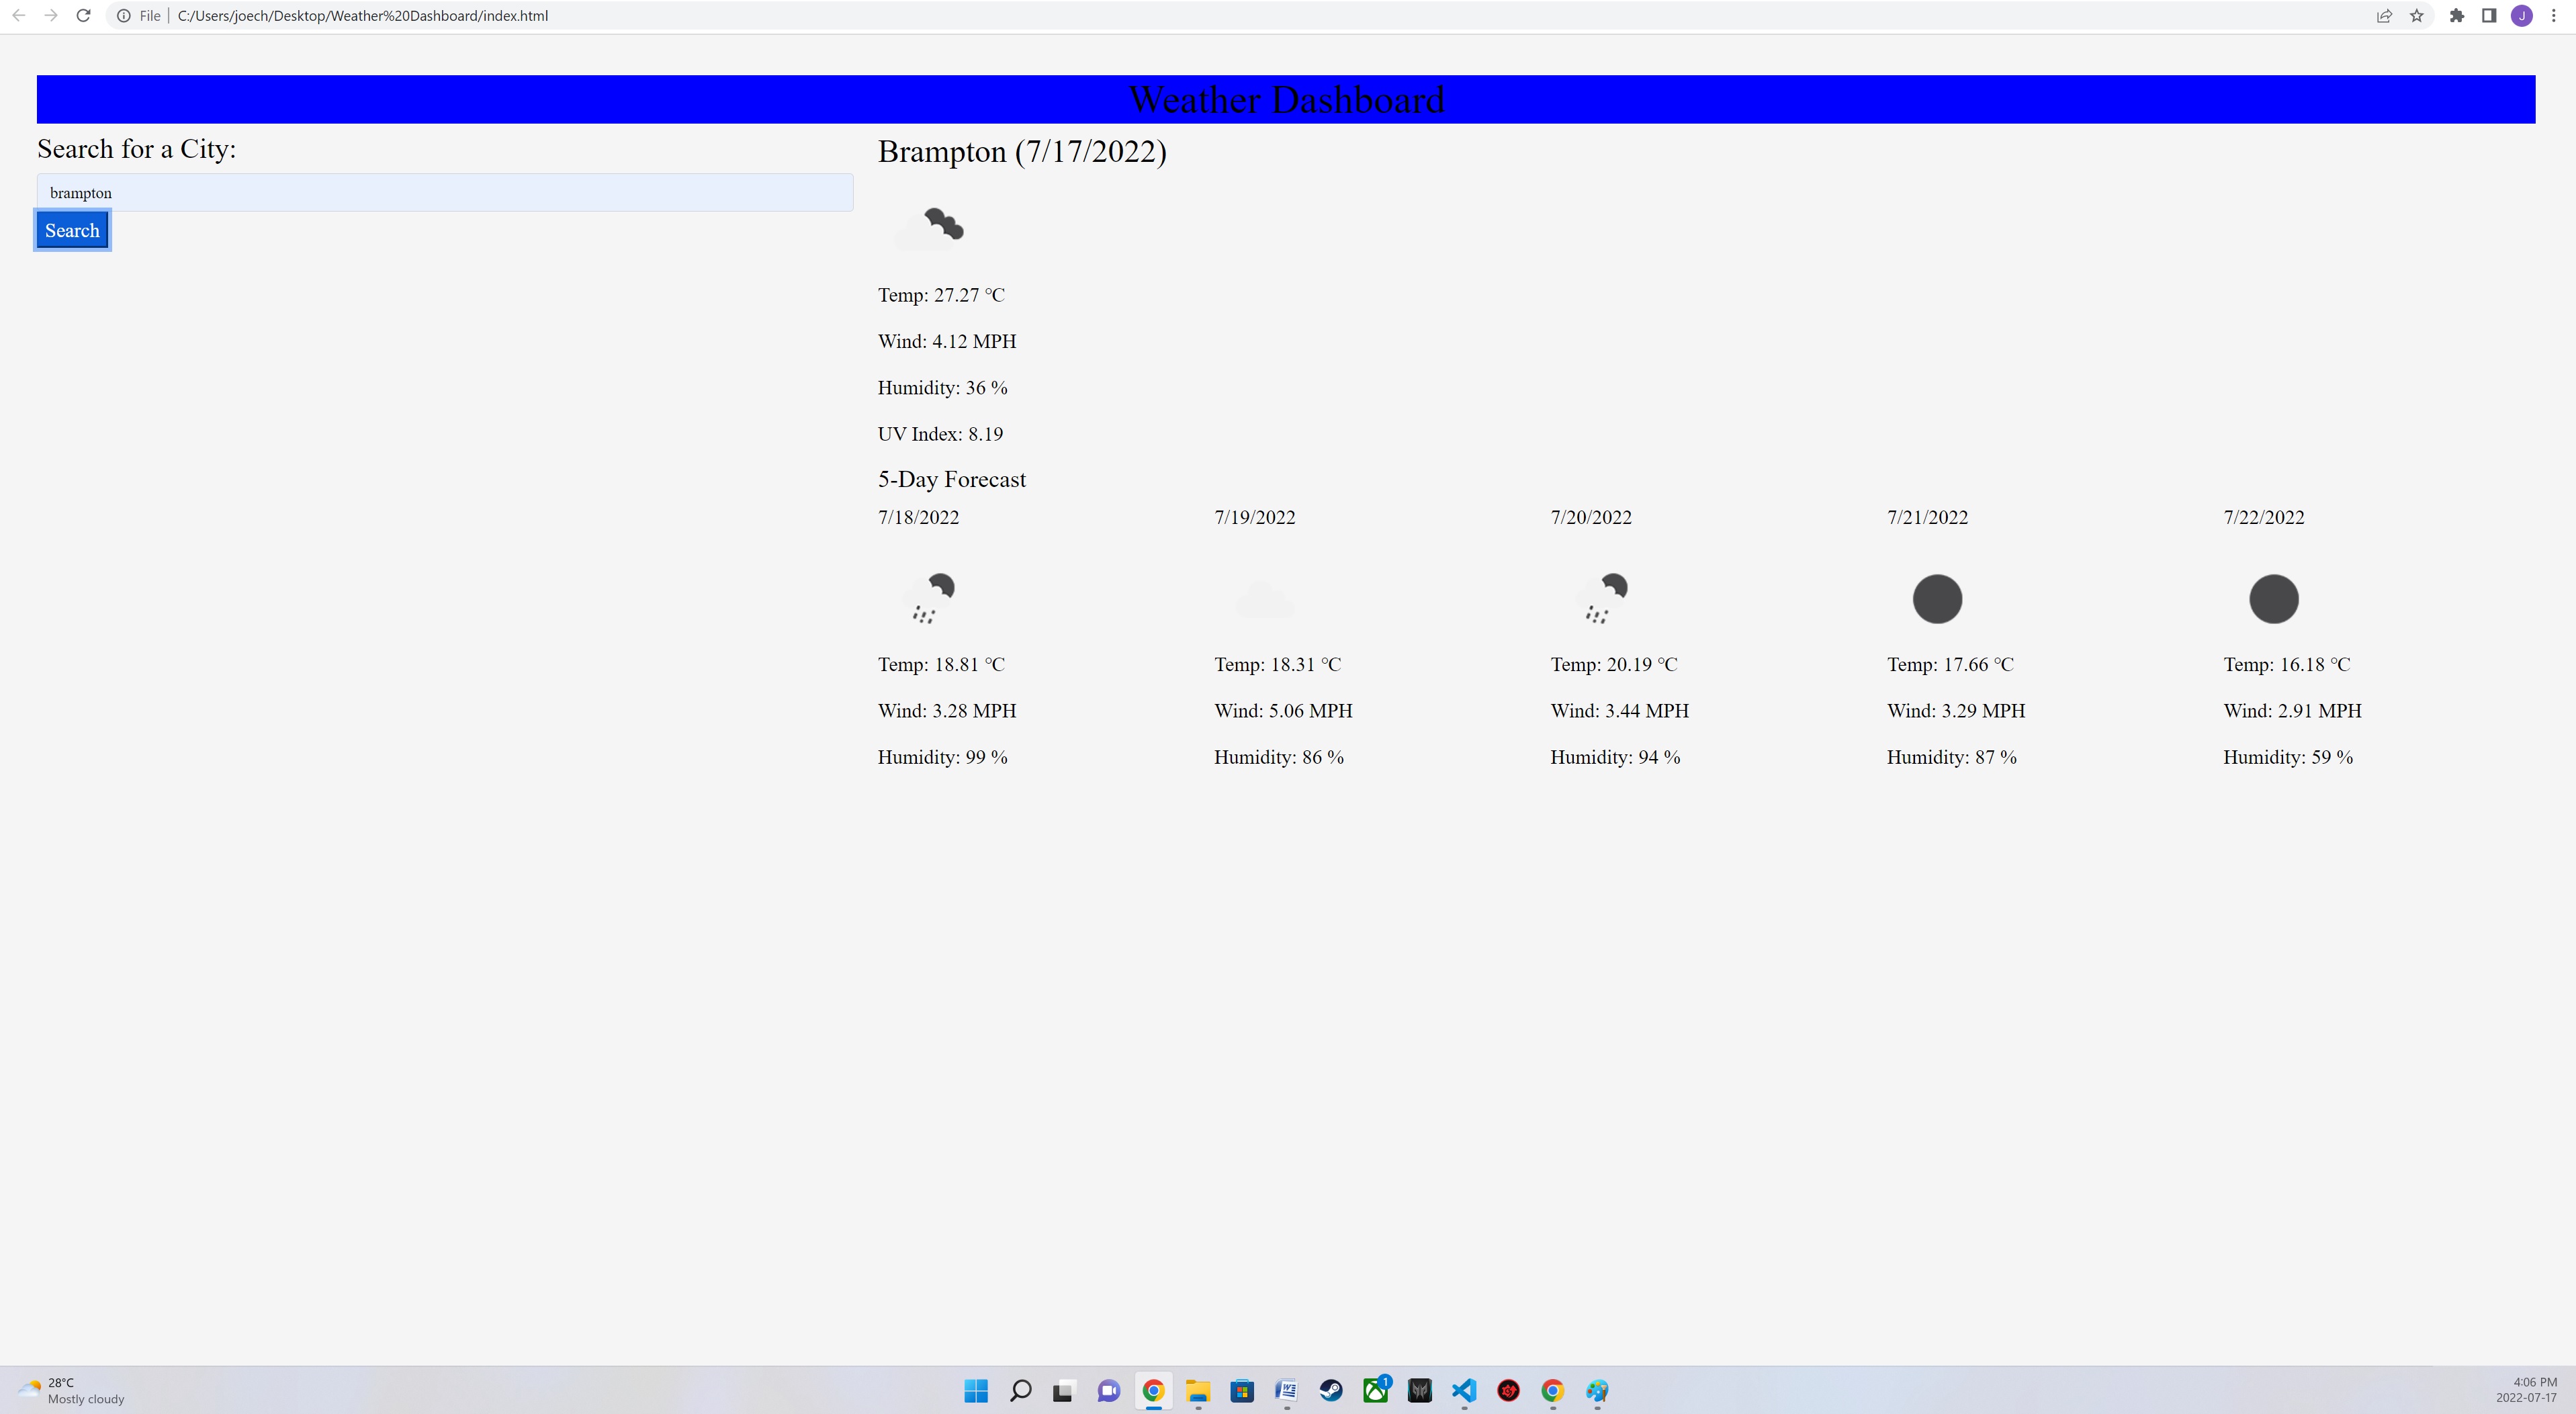 File
C:/Users/joech/Desktop/Weather%20Dashboard/index.html
J
Weather Dashboard
Search for a City:
brampton
Search
Brampton (7/17/2022)
Temp: 27.27 °C
Wind: 4.12 MPH
Humidity: 36 %
UV Index: 8.19
5-Day Forecast
7/18/2022 7/19/2022 7/20/2022 7/21/2022 7/22/2022
Temp: 18.81 °C Temp: 18.31 °C Temp: 20.19 °C Temp: 17.66 °C Temp: 16.18 °C
Wind: 3.28 MPH Wind: 5.06 MPH Wind: 3.44 MPH Wind: 3.29 MPH Wind: 2.91 MPH
Humidity: 99 % Humidity: 86 % Humidity: 94 % Humidity: 87 % Humidity: 59 %
28°C
Mostly cloudy
1
4:06 PM
2022-07-17